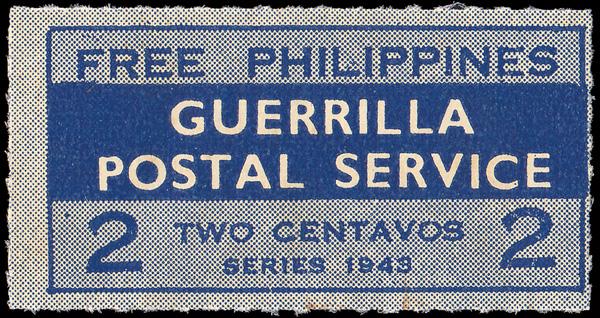 FREE PHILIPPINES
GUERRILLA
POSTAL SERVICE
2 TWO CENTAVOS 2
SERIES 1943